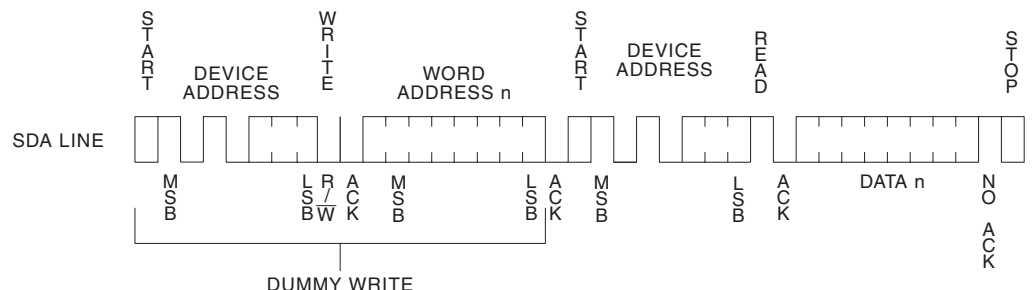 START
WRITE
START
READ
STOP
DEVICE
ADDRESS
WORD
ADDRESS n
DEVICE
ADDRESS
SDA LINE
MSB
LSB
R/W
ACK
MSB
LSB
ACK
MSB
LSB
ACK
DATA n
NO ACK
DUMMY WRITE